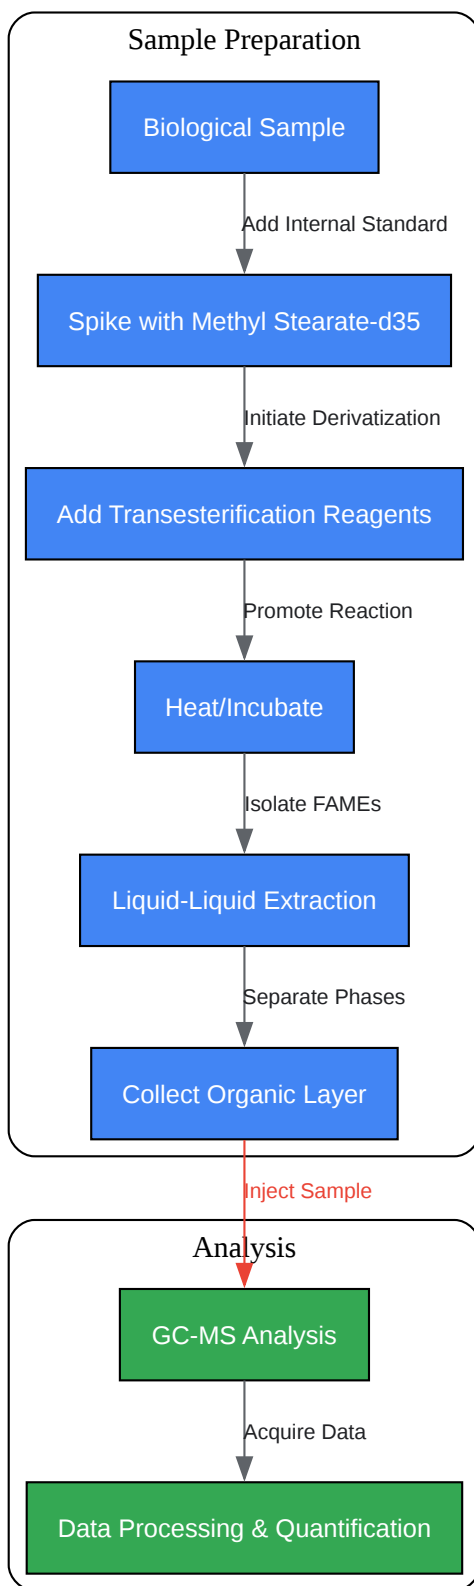 Sample Preparation
Biological Sample
Add Internal Standard
Spike with Methyl Stearate-d35
Initiate Derivatization
Add Transesterification Reagents
Promote Reaction
Heat/Incubate
Isolate FAMEs
Liquid-Liquid Extraction
Separate Phases
Collect Organic Layer
Inject Sample
Analysis
GC-MS Analysis
Acquire Data
Data Processing & Quantification